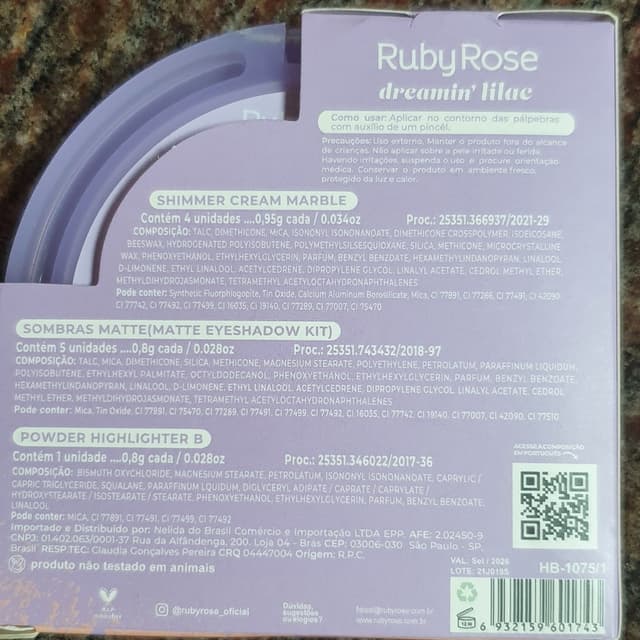 RubyRose
dreamin' lilac
Como usar: Aplicar no contorno das pálpebras
com auxílio de um pincél.
Precauções: Uso externo. Manter o produto fora do alcance
de crianças. Não aplicar sobre a pele irritada ou ferida.
Havendo irritações, suspenda o uso e procure orientação
médica. Conservar o produto em ambiente fresco,
protegido da luz e calor.
SHIMMER CREAM MARBLE
Contém 4 unidades ....0,95g cada / 0.034oz Proc.: 25351.366937/2021-29
COMPOSIÇÃO: TALC, DIMETHICONE, MICA, ISONONYL ISONONANOATE, DIMETHICONE CROSSPOLYMER, ISOEICOSANE,
BEESWAX, HYDROGENATED POLYISOBUTENE, POLYMETHYLSILSESQUIOXANE, SILICA, METHICONE, MICROCRYSTALLINE
WAX, PHENOXYETHANOL, ETHYLHEXYLGLYCERIN, PARFUM, BENZYL BENZOATE, HEXAMETHYLINDANOPYRAN, LINALOOL
D-LIMONENE, ETHYL LINALOOL, ACETYLCEDRENE, DIPROPYLENE GLYCOL, LINALYL ACETATE, CEDROL METHYL ETHER,
METHYLDIHYDROJASMONATE, TETRAMETHYL ACETYLOCTAHYDRONAPHTHALENES
Pode conter: Synthetic Fluorphlogopite, Tin Oxide, Calcium Aluminum Borosilicate, Mica, CI 77891, CI 77266, CI 77491, CI 42090
CI 77742, CI 77492, CI 77499, CI 16035, CI 19140, CI 77289, CI 77007, CI 75470
SOMBRAS MATTE(MATTE EYESHADOW KIT)
Contém 5 unidades ....0,8g cada / 0.028oz Proc.: 25351.743432/2018-97
COMPOSIÇÃO: TALC, MICA, DIMETHICONE, SILICA, METHICONE, MAGNESIUM STEARATE, POLYETHYLENE, PETROLATUM, PARAFFINUM LIQUIDUM,
POLYISOBUTENE, ETHYLHEXYL PALMITATE, OCTYLDODECANOL, PHENOXYETHANOL, ETHYLHEXYLGLYCERIN, PARFUM, BENZYL BENZOATE,
HEXAMETHYLINDANOPYRAN, LINALOOL, D-LIMONENE, ETHYL LINALOOL ACETYLCEDRENE, DIPROPYLENE GLYCOL LINALYL ACETATE, CEDROL
METHYL ETHER, METHYLDIHYDROJASMONATE, TETRAMETHYL ACETYLOCTAHYDRONAPHTHALENES
Pode conter: Mica, Tin Oxide, CI 77891, CI 75470, CI 77269, CI 77491, CI 77499, CI 77492, CI 16035, CI 77742, CI 19140, CI 77007, CI 42090, CI 77510
POWDER HIGHLIGHTER B
Contém 1 unidade ....0,8g cada / 0.028oz Proc.: 25351.346022/2017-36
COMPOSIÇÃO: BISMUTH OXYCHLORIDE, MAGNESIUM STEARATE, PETROLATUM, ISONONYL ISONONANOATE, CAPRYLIC /
CAPRIC TRIGLYCERIDE, SQUALANE, PARAFFINUM LIQUIDUM, DIGLYCERYL ADIPATE / CAPRATE / CAPRYLATE /
HYDROXYSTEARATE / ISOSTEARATE / STEARATE, PHENOXYETHANOL ETHYLHEXYLGLYCERIN, PARFUM, BENZYL BENZOATE,
LINALOOL
Pode conter: MICA, CI 77891, CI 77491, CI 77499, CI 77492
ACESSE A COMPOSIÇÃO
EM PORTUGUÊS
Importado e Distribuído por: Nelida do Brasil Comércio e Importação LTDA EPP. AFE: 2.02450-9
CNPJ: 01.402.063/0001-37 Rua da Alfândenga, 200. Loja 04 - Brás CEP: 03006-030 São Paulo - SP.
Brasil RESP.TEC: Claudia Gonçalves Pereira CRQ 04447004 Origem: R.P.C.
produto não testado em animais
VAL. Set / 2026
LOTE: 21J0195
HB-1075/1
@rubyrose_oficial
Dúvidas,
sugestões
ou elogios?
rubyrose.com.br
12 M
6 932159 601743